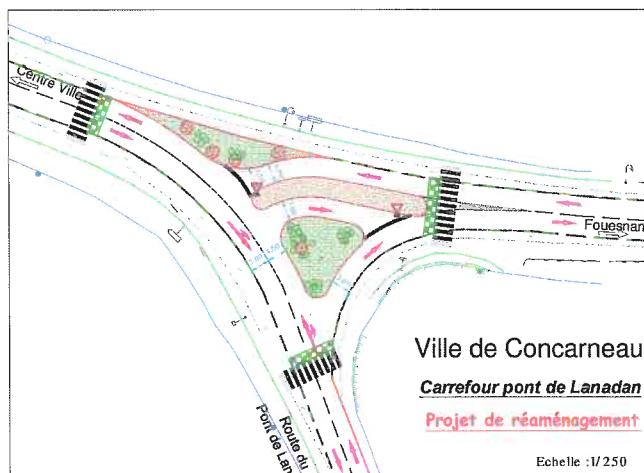 Centre Ville
Fouesnan
Ville de Concarneau
Carrefour pont de Lanadan
Projet de réaménagement
Route du
Pont de Lan
Echelle :1/250